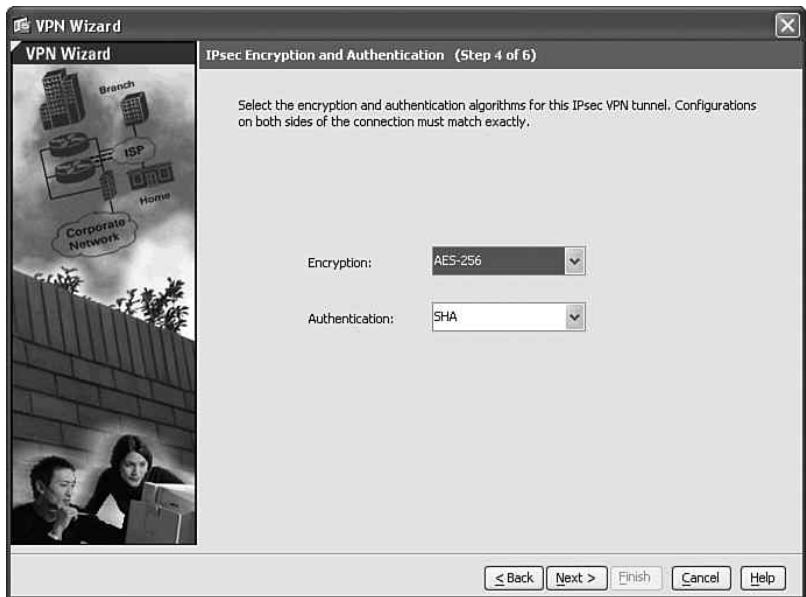 VPN Wizard
VPN Wizard
IPsec Encryption and Authentication (Step 4 of 6)
Branch
ISP
Home
Corporate
Network
Select the encryption and authentication algorithms for this IPsec VPN tunnel. Configurations
on both sides of the connection must match exactly.
Encryption:
AES-256
Authentication:
SHA
< Back
Next >
Finish
Cancel
Help